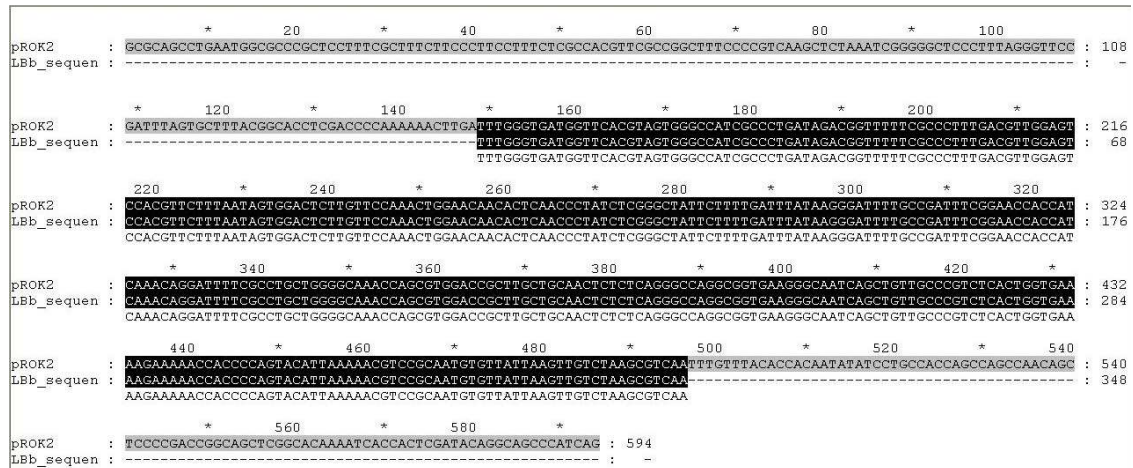 * 20 * 40 * 60 * 80 * 100
pROK2 : GCGCAGCCTGAATGGCGCCCGCTCCTTTCGCTTTCTTCCCTTCCTTTCTCGCCACGTTCGCCGGCTTTCCCCGTCAAGCTCTAAATCGGGGGCTCCCTTTAGGGTTCC : 108
LBb_sequen : ------------------------------------------------------------------------------------------------------------ : -
* 120 * 140 * 160 * 180 * 200 *
pROK2 : GATTTAGTGCTTTACGGCACCTCGACCCCAAAAAACTTGATTTGGGTGATGGTTCACGTAGTGGGCCATCGCCCTGATAGACGGTTTTTCGCCCTTTGACGTTGGAGT : 216
LBb_sequen : ----------------------------------------TTTGGGTGATGGTTCACGTAGTGGGCCATCGCCCTGATAGACGGTTTTTCGCCCTTTGACGTTGGAGT : 68
TTTGGGTGATGGTTCACGTAGTGGGCCATCGCCCTGATAGACGGTTTTTCGCCCTTTGACGTTGGAGT
220 * 240 * 260 * 280 * 300 * 320
pROK2 : CCACGTTCTTTAATAGTGGACTCTTGTTCCAAACTGGAACAACACTCAACCCTATCTCGGGCTATTCTTTTGATTTATAAGGGATTTTGCCGATTTCGGAACCACCAT : 324
LBb_sequen : CCACGTTCTTTAATAGTGGACTCTTGTTCCAAACTGGAACAACACTCAACCCTATCTCGGGCTATTCTTTTGATTTATAAGGGATTTTGCCGATTTCGGAACCACCAT : 176
CCACGTTCTTTAATAGTGGACTCTTGTTCCAAACTGGAACAACACTCAACCCTATCTCGGGCTATTCTTTTGATTTATAAGGGATTTTGCCGATTTCGGAACCACCAT
* 340 * 360 * 380 * 400 * 420 *
pROK2 : CAAACAGGATTTTCGCCTGCTGGGGCAAACCAGCGTGGACCGCTTGCTGCAACTCTCTCAGGGCCAGGCGGTGAAGGGCAATCAGCTGTTGCCCGTCTCACTGGTGAA : 432
LBb_sequen : CAAACAGGATTTTCGCCTGCTGGGGCAAACCAGCGTGGACCGCTTGCTGCAACTCTCTCAGGGCCAGGCGGTGAAGGGCAATCAGCTGTTGCCCGTCTCACTGGTGAA : 284
CAAACAGGATTTTCGCCTGCTGGGGCAAACCAGCGTGGACCGCTTGCTGCAACTCTCTCAGGGCCAGGCGGTGAAGGGCAATCAGCTGTTGCCCGTCTCACTGGTGAA
440 * 460 * 480 * 500 * 520 * 540
pROK2 : AAGAAAAACCACCCCAGTACATTAAAAACGTCCGCAATGTGTTATTAAGTTGTCTAAGCGTCAATTTGTTTACACCACAATATATCCTGCCACCAGCCAGCCAACAGC : 540
LBb_sequen : AAGAAAAACCACCCCAGTACATTAAAAACGTCCGCAATGTGTTATTAAGTTGTCTAAGCGTCAA-------------------------------------------- : 348
AAGAAAAACCACCCCAGTACATTAAAAACGTCCGCAATGTGTTATTAAGTTGTCTAAGCGTCAA
* 560 * 580 *
pROK2 : TCCCCGACCGGCAGCTCGGCACAAAATCACCACTCGATACAGGCAGCCCATCAG : 594
LBb_sequen : ------------------------------------------------------ : -